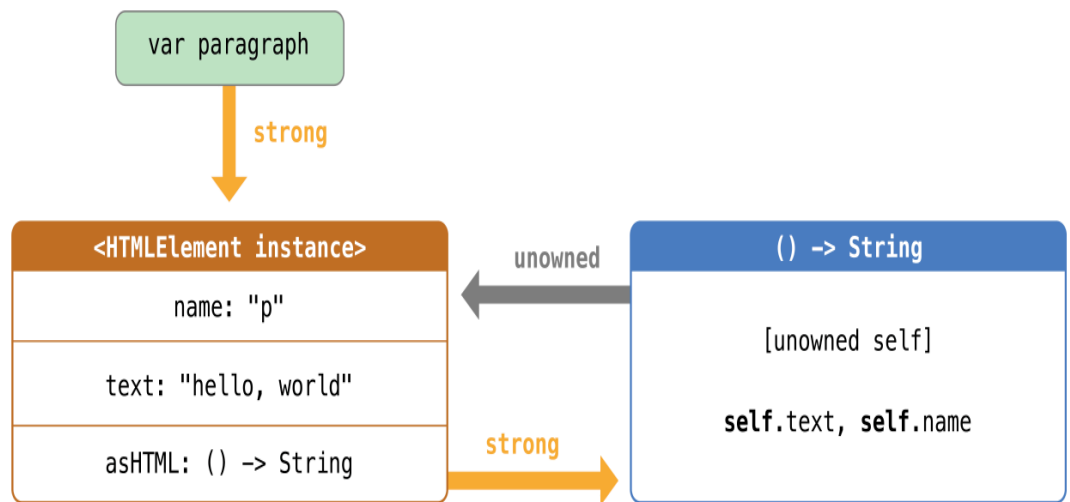 var paragraph
strong
<HTMLElement instance>
name: "p"
text: "hello, world"
asHTML: () -> String
unowned
strong
() -> String
[unowned self]
self.text, self.name